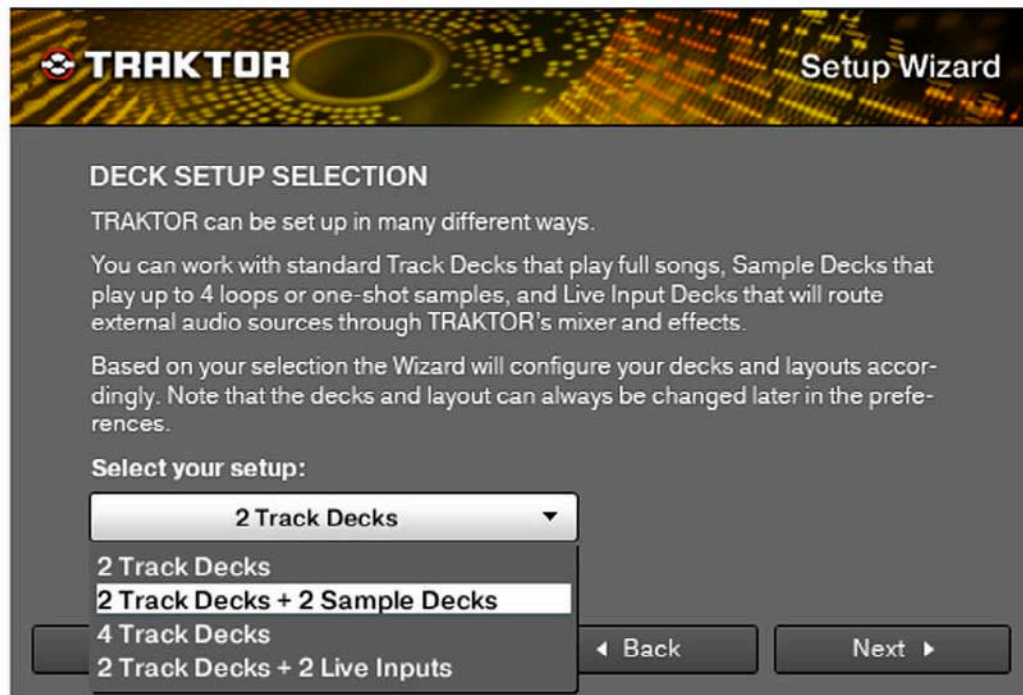 TRAKTOR
Setup Wizard
DECK SETUP SELECTION
TRAKTOR can be set up in many different ways.
You can work with standard Track Decks that play full songs, Sample Decks that
play up to 4 loops or one-shot samples, and Live Input Decks that will route
external audio sources through TRAKTOR's mixer and effects.
Based on your selection the Wizard will configure your decks and layouts accor-
dingly. Note that the decks and layout can always be changed later in the prefe-
rences.
Select your setup:
2 Track Decks
2 Track Decks
2 Track Decks + 2 Sample Decks
4 Track Decks
2 Track Decks + 2 Live Inputs
Back
Next